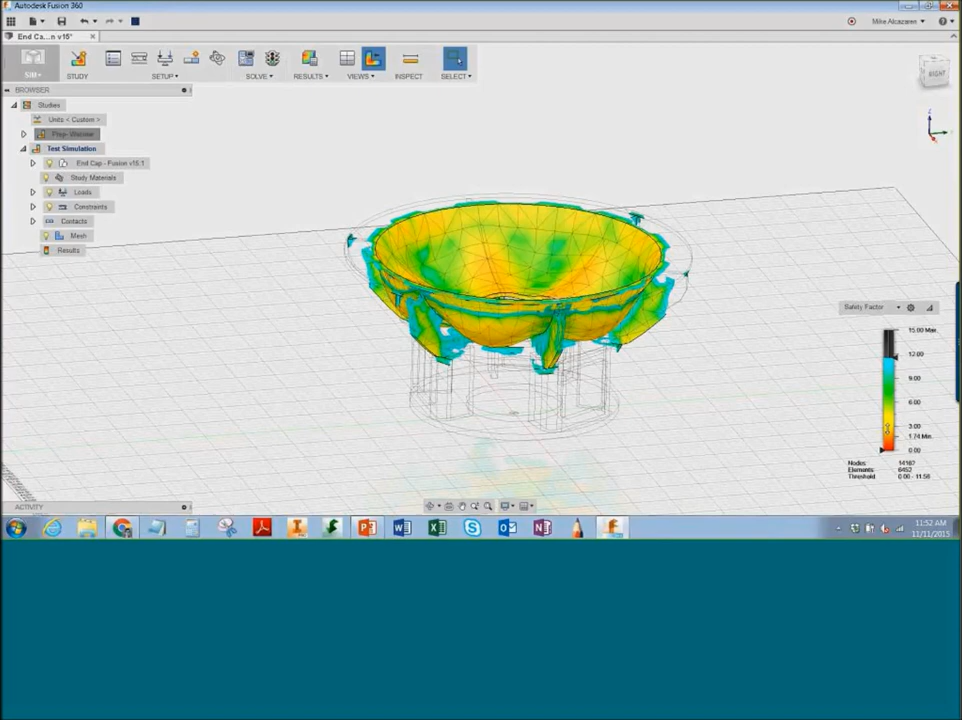 Autodesk Fusion 360
Mike Alcazaren
End Ca...n v15*
SIM
STUDY
SETUP
SOLVE
RESULTS
VIEWS
INSPECT
SELECT
BROWSER
RIGHT
Studies
Units < Custom >
Test Simulation
End Cap - Fusion v15:1
Study Materials
Loads
Constraints
Contacts
Mesh
Results
Safety Factor
15.00 Max.
12.00
9.00
6.00
3.00
1.74 Min.
0.00
Nodes: 14167
Elements: 6452
Threshold 0.00 - 11.56
ACTIVITY
11:52 AM
11/11/2015